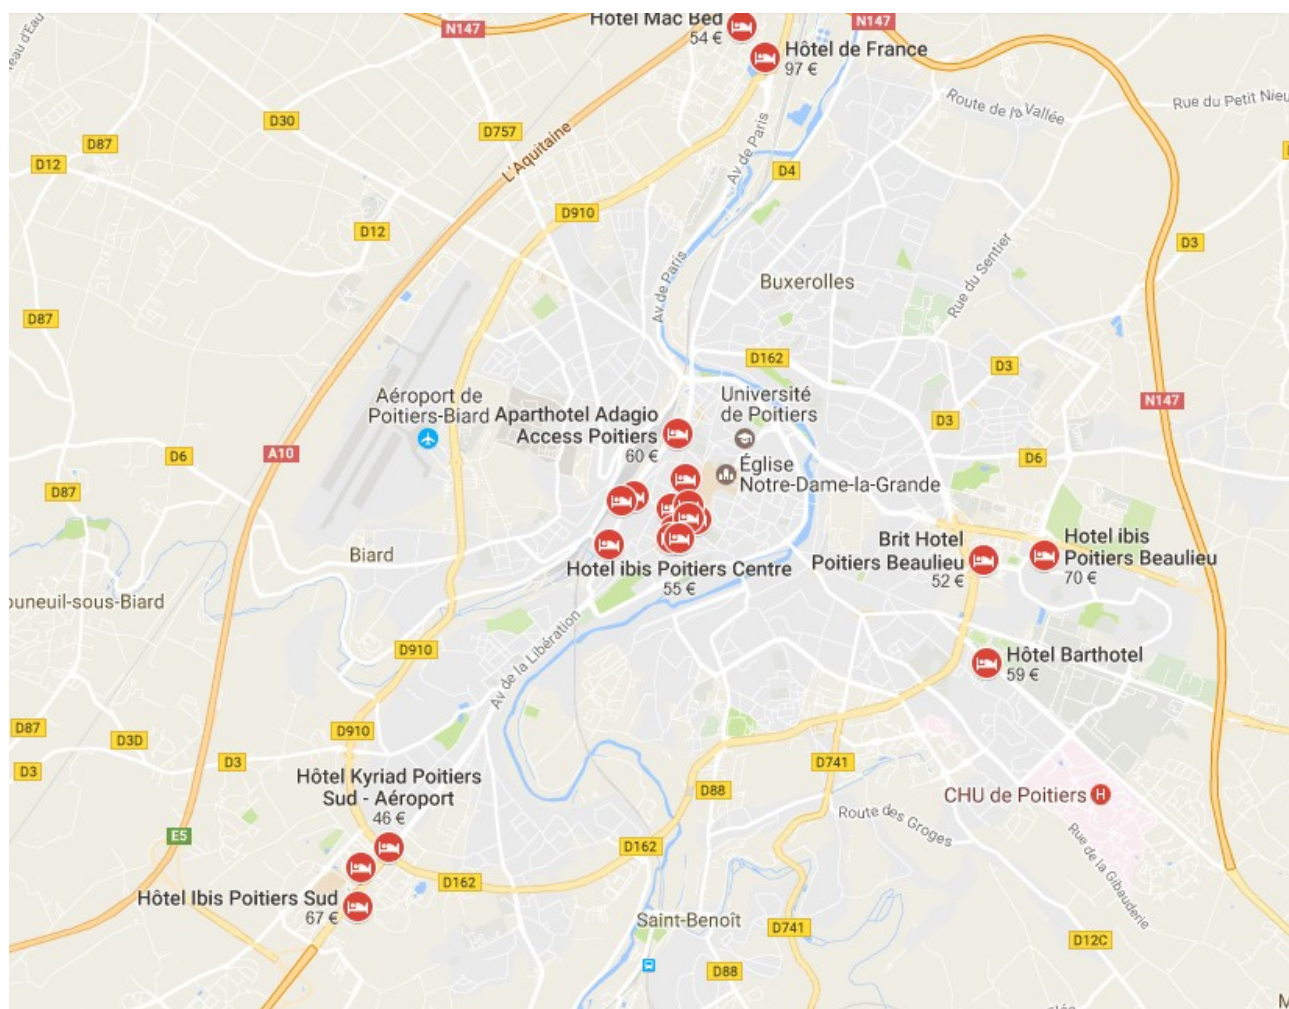 Hotel Mac Bed
54 €
N147
N147
Hôtel de France
97 €
Route de la Vallée
Rue du Petit Nieu
D30
D757
L'Aquitaine
Av de Paris
D87
D12
D4
D910
D12
D3
Rue du Sentier
Buxerolles
Av de Paris
D87
D162
D3
Aéroport de
Poitiers-Biard
Aparthotel Adagio
Access Poitiers
60 €
Université
de Poitiers
N147
D3
A10
D6
D6
Église
Notre-Dame-la-Grande
D87
Biard
Brit Hotel
Poitiers Beaulieu
52 €
Hotel ibis
Poitiers Beaulieu
70 €
Hotel ibis Poitiers Centre
55 €
ouneuil-sous-Biard
Av de la Libération
D910
Hôtel Barthotel
59 €
D87
D3D
D910
D3
D3
D741
Hôtel Kyriad Poitiers
Sud - Aéroport
46 €
D88
CHU de Poitiers
H
Route des Groges
E5
D162
Rue de la Gibauderie
D162
Hôtel Ibis Poitiers Sud
67 €
Saint-Benoît
D741
D12C
D88
M